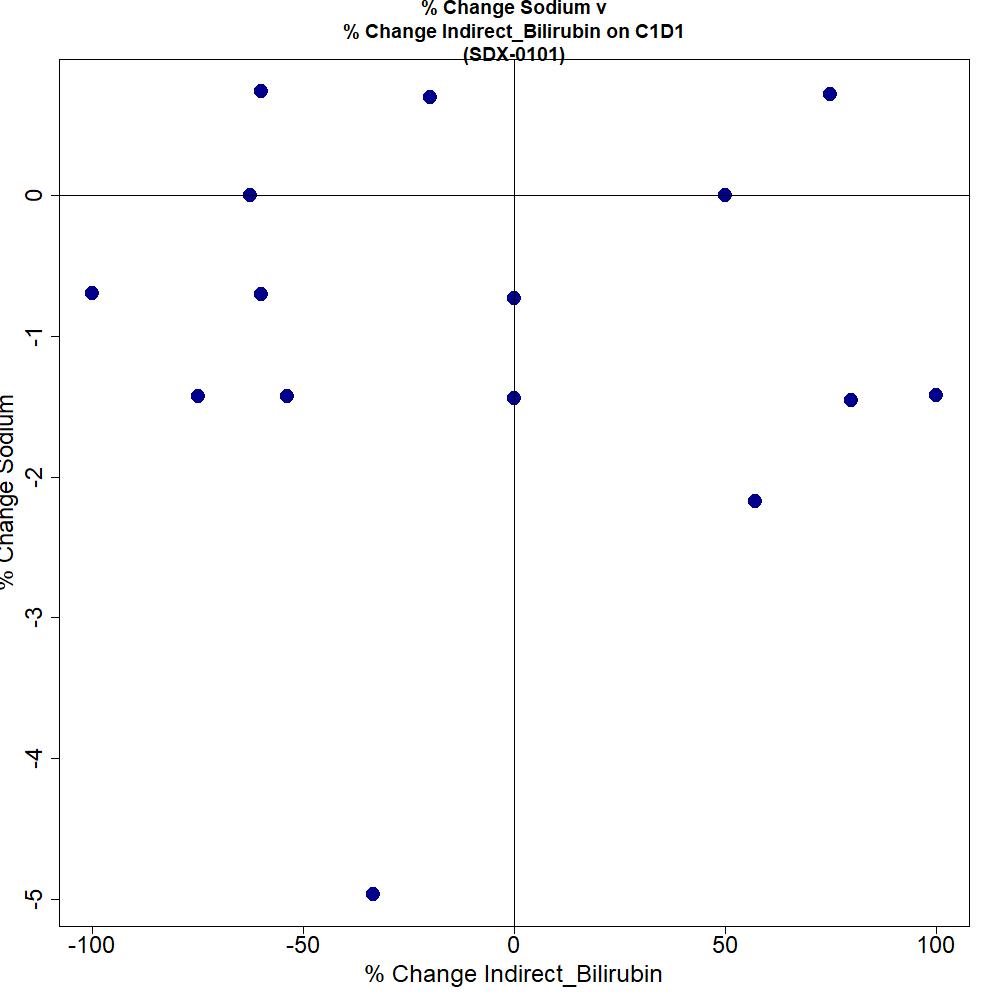 % Change Sodium v
% Change Indirect_Bilirubin on C1D1
(SDX-0101)
% Change Sodium
0
-1
-2
-3
-4
-5
-100 -50 0 50 100
% Change Indirect_Bilirubin